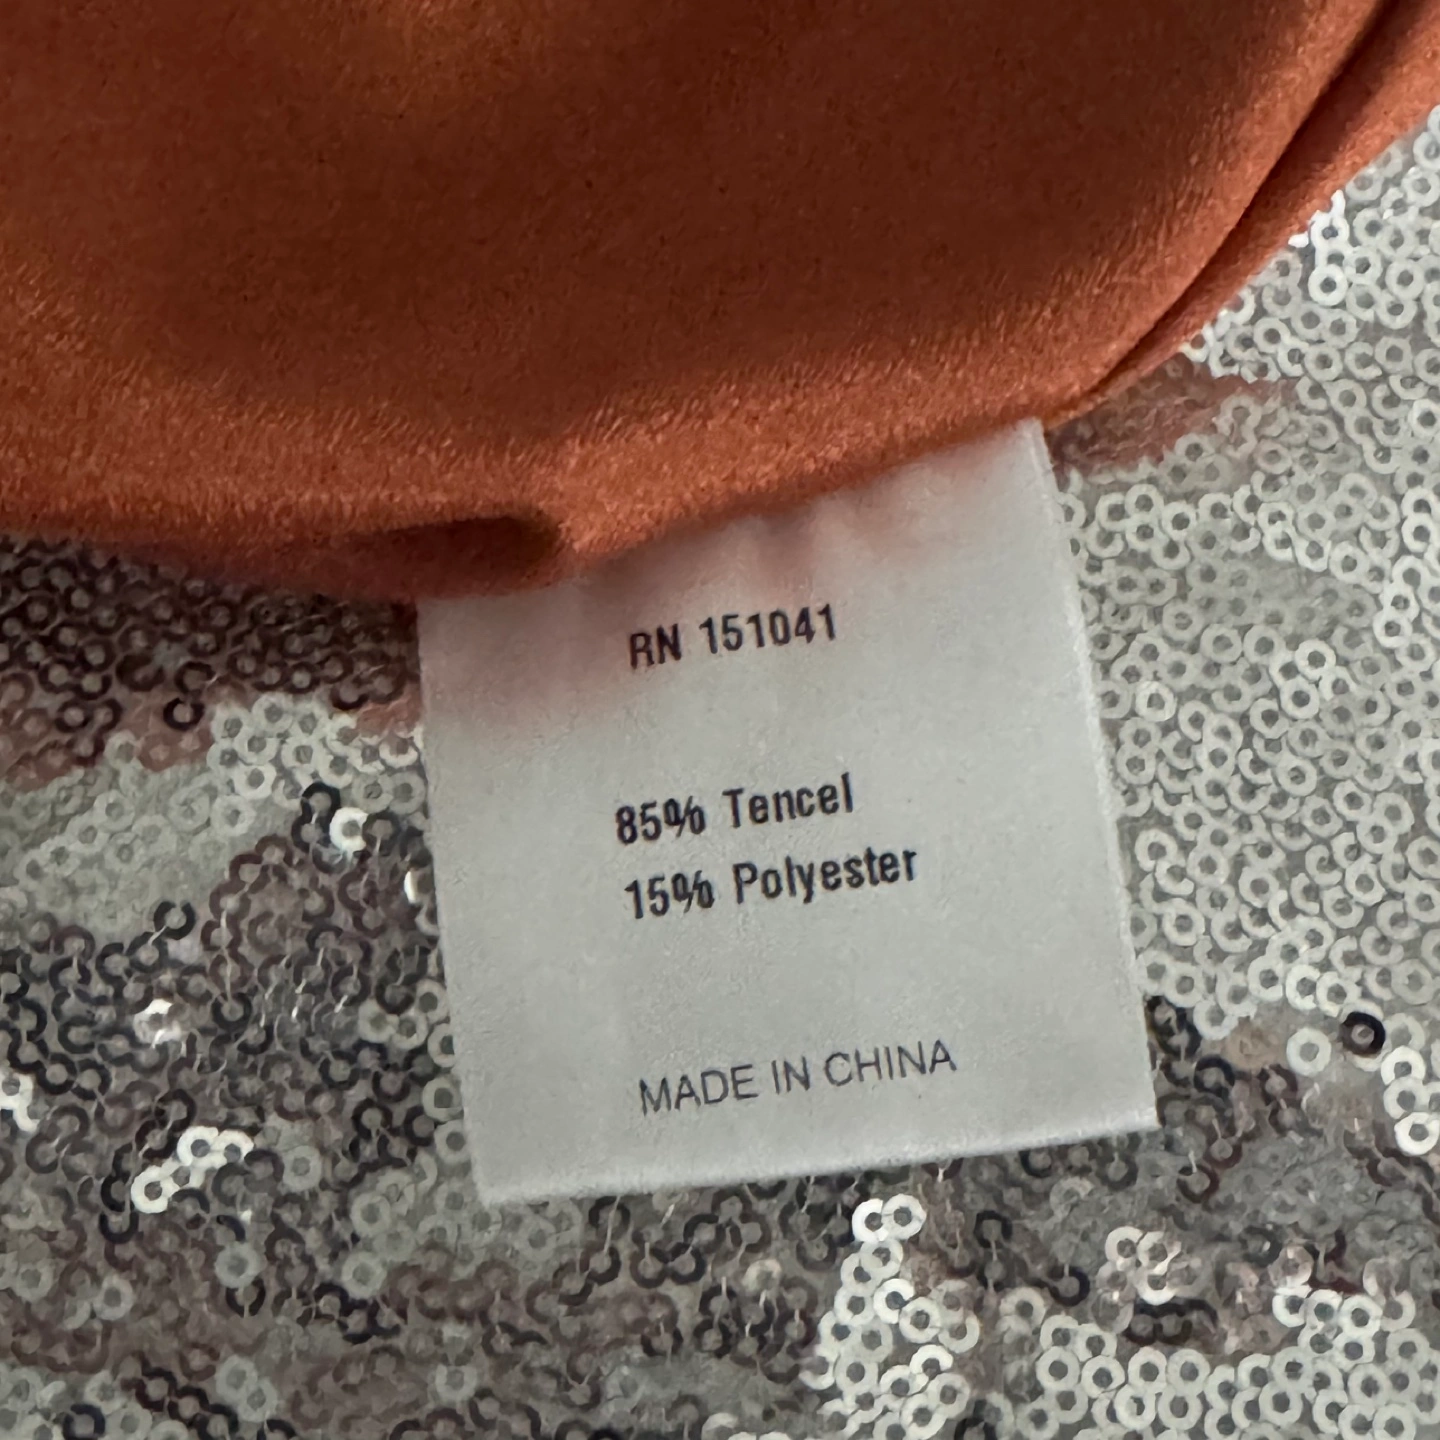 RN 151041
85% Tencel
15% Polyester
MADE IN CHINA